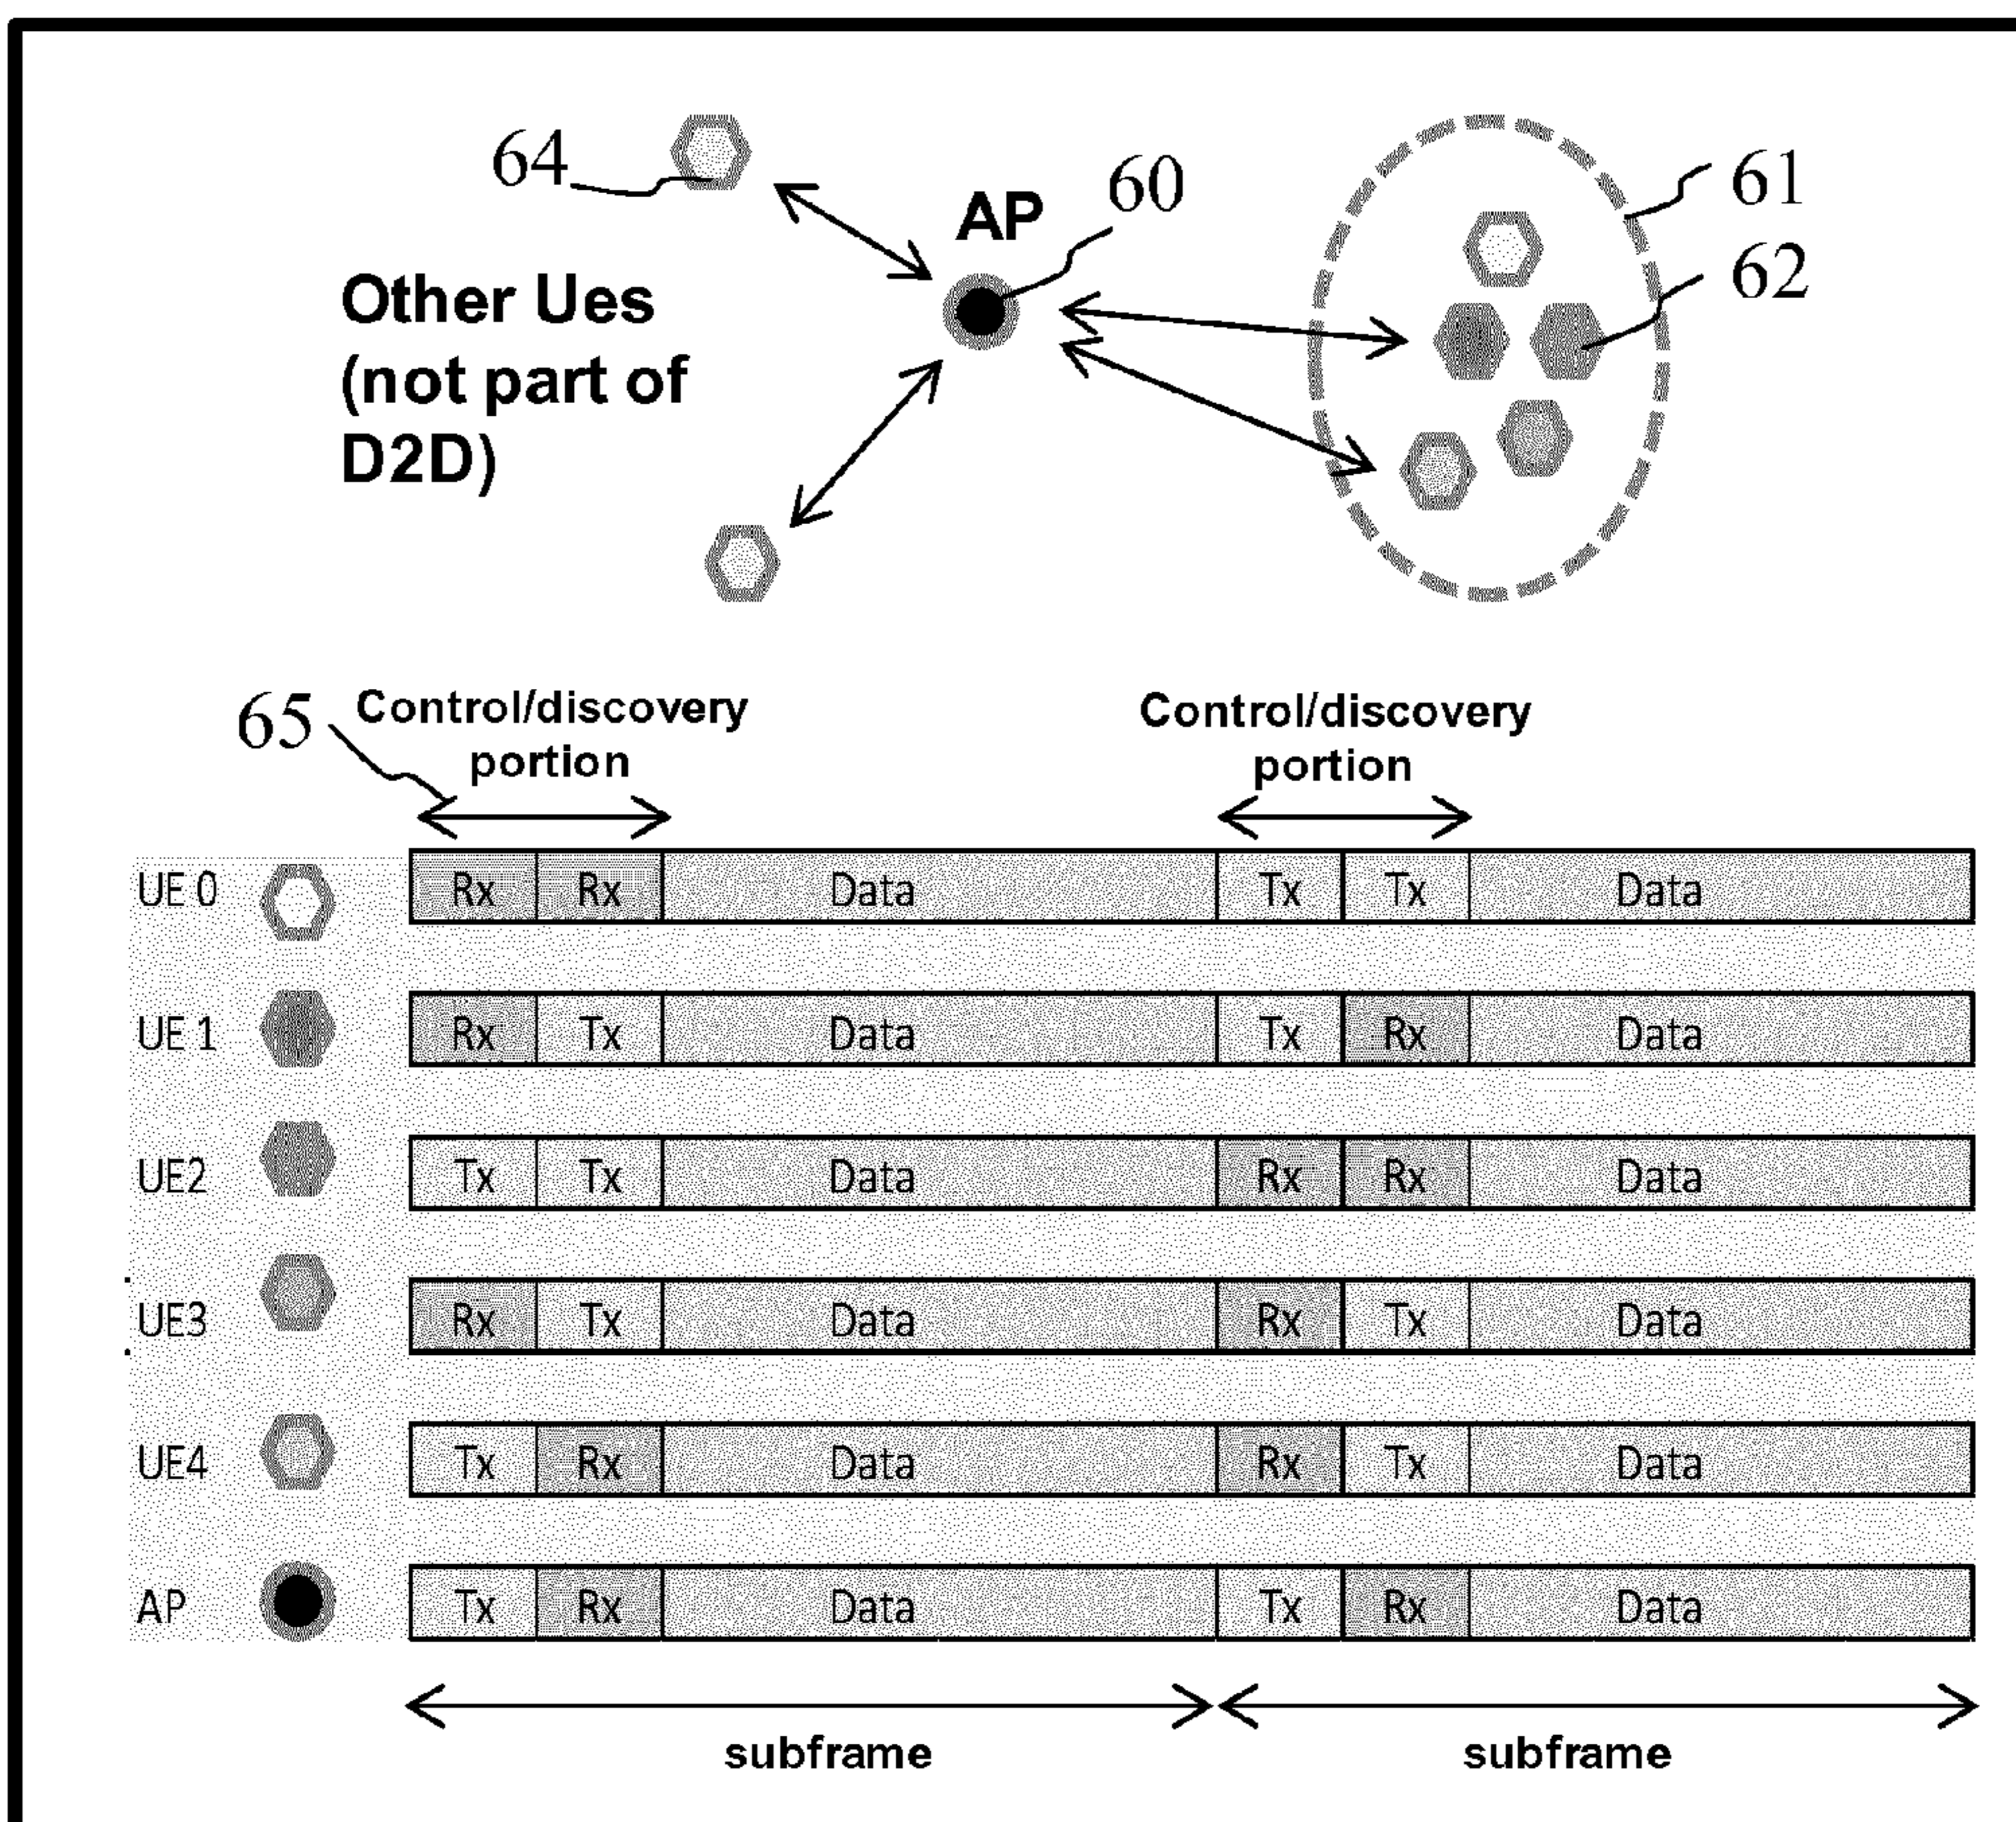 64
AP
60
61
62
Other Ues
(not part of
D2D)
65
Control/discovery
portion
Control/discovery
portion
UE 0 Rx Rx Data Tx Tx Data
UE 1 Rx Tx Data Tx Rx Data
UE2 Tx Tx Data Rx Rx Data
UE3 Rx Tx Data Rx Tx Data
UE4 Tx Rx Data Rx Tx Data
AP Tx Rx Data Tx Rx Data
subframe subframe